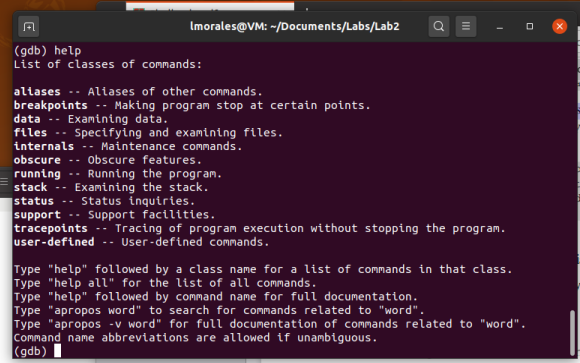 lmorales@VM: ~/Documents/Labs/Lab2
(gdb) help
List of classes of commands:
aliases -- Aliases of other commands.
breakpoints -- Making program stop at certain points.
data -- Examining data.
files -- Specifying and examining files.
internals -- Maintenance commands.
obscure -- Obscure features.
running -- Running the program.
stack -- Examining the stack.
status -- Status inquiries.
support -- Support facilities.
tracepoints -- Tracing of program execution without stopping the program.
user-defined -- User-defined commands.
Type "help" followed by a class name for a list of commands in that class.
Type "help all" for the list of all commands.
Type "help" followed by command name for full documentation.
Type "apropos word" to search for commands related to "word".
Type "apropos -v word" for full documentation of commands related to "word".
Command name abbreviations are allowed if unambiguous.
(gdb)